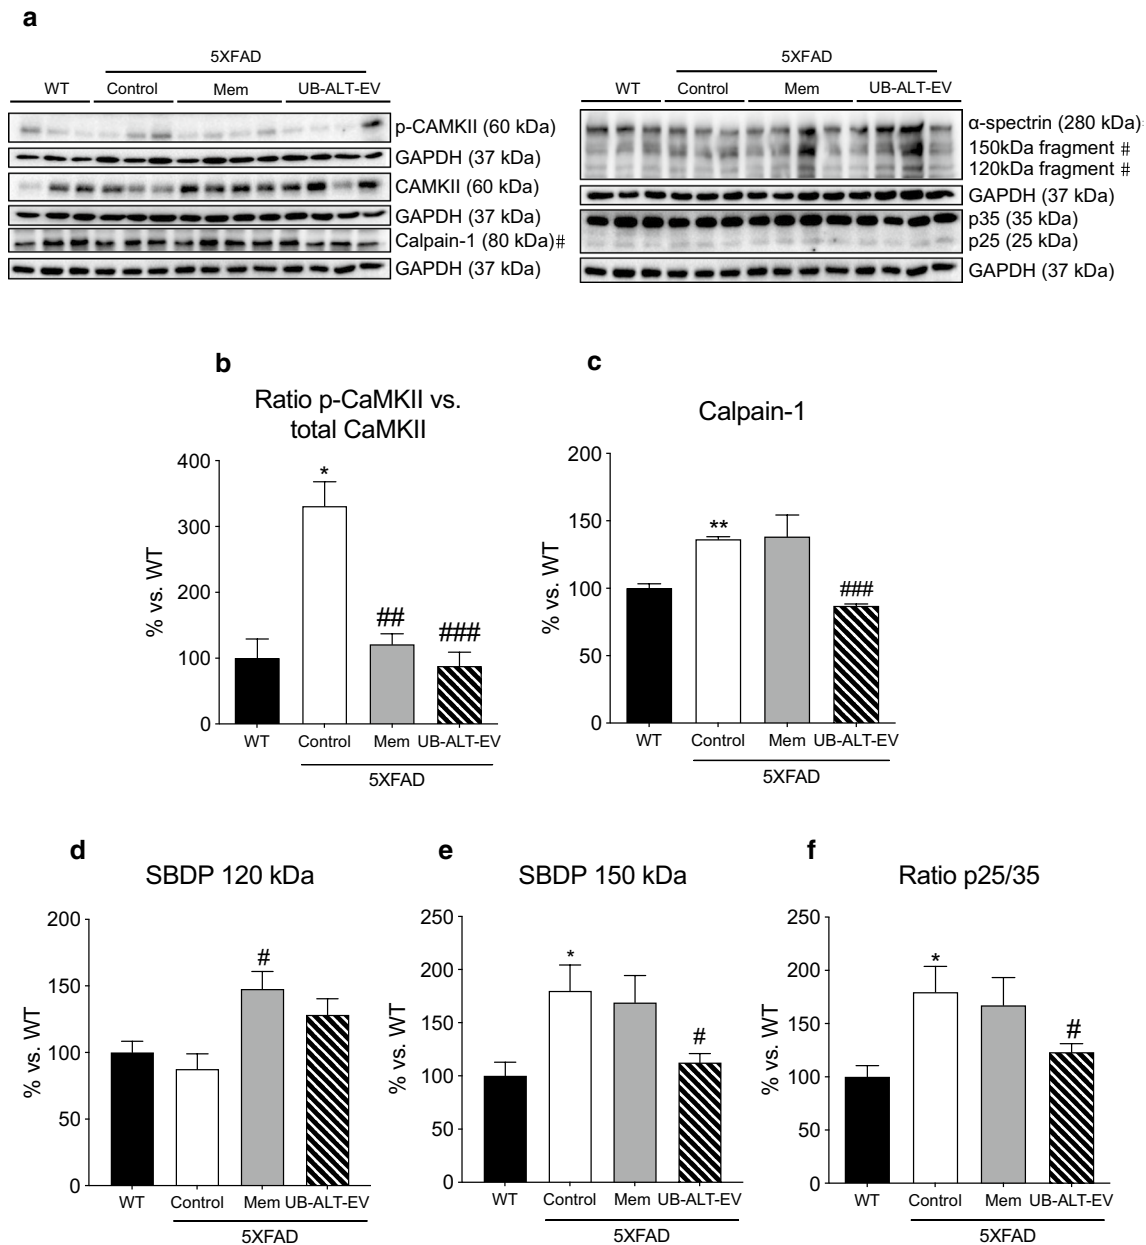 a
5XFAD
WT Control Mem UB-ALT-EV
p-CAMKII (60 kDa)
GAPDH (37 kDa)
CAMKII (60 kDa)
GAPDH (37 kDa)
Calpain-1 (80 kDa)#
GAPDH (37 kDa)
5XFAD
WT Control Mem UB-ALT-EV
α-spectrin (280 kDa)
150kDa fragment #
120kDa fragment #
GAPDH (37 kDa)
p35 (35 kDa)
p25 (25 kDa)
GAPDH (37 kDa)
b
Ratio p-CaMKII vs.
total CaMKII
% vs. WT
400
300
200
100
0
*
##
###
WT Control Mem UB-ALT-EV
5XFAD
c
Calpain-1
% vs. WT
200
150
100
50
0
**
###
WT Control Mem UB-ALT-EV
5XFAD
d
SBDP 120 kDa
% vs. WT
200
150
100
50
0
#
WT Control Mem UB-ALT-EV
5XFAD
e
SBDP 150 kDa
% vs. WT
250
200
150
100
50
0
*
#
WT Control Mem UB-ALT-EV
5XFAD
f
Ratio p25/35
% vs. WT
250
200
150
100
50
0
*
#
WT Control Mem UB-ALT-EV
5XFAD